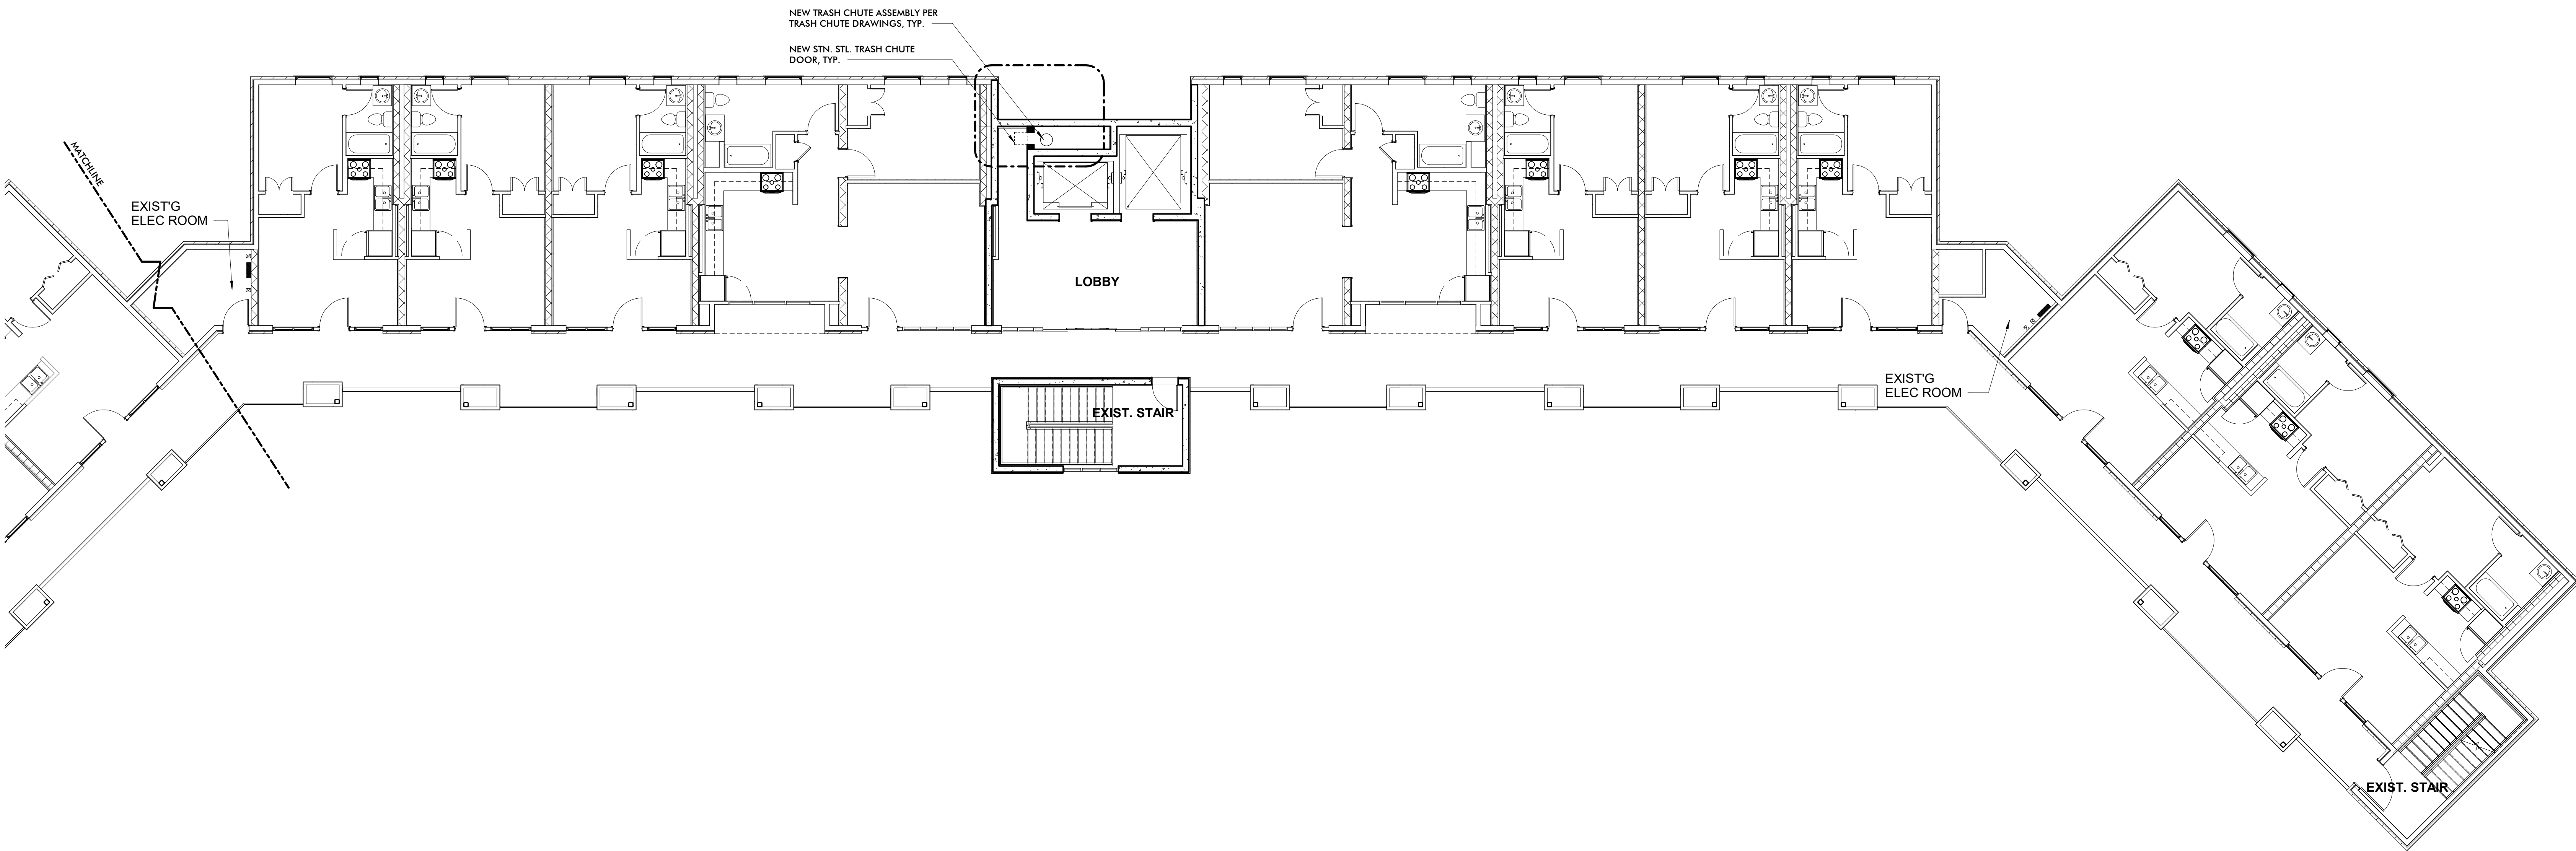 NEW TRASH CHUTE ASSEMBLY PER
TRASH CHUTE DRAWINGS, TYP.
NEW STN. STL. TRASH CHUTE
DOOR, TYP.
MATCHLINE
EXIST'G
ELEC ROOM
LOBBY
EXIST. STAIR
EXIST'G
ELEC ROOM
EXIST. STAIR